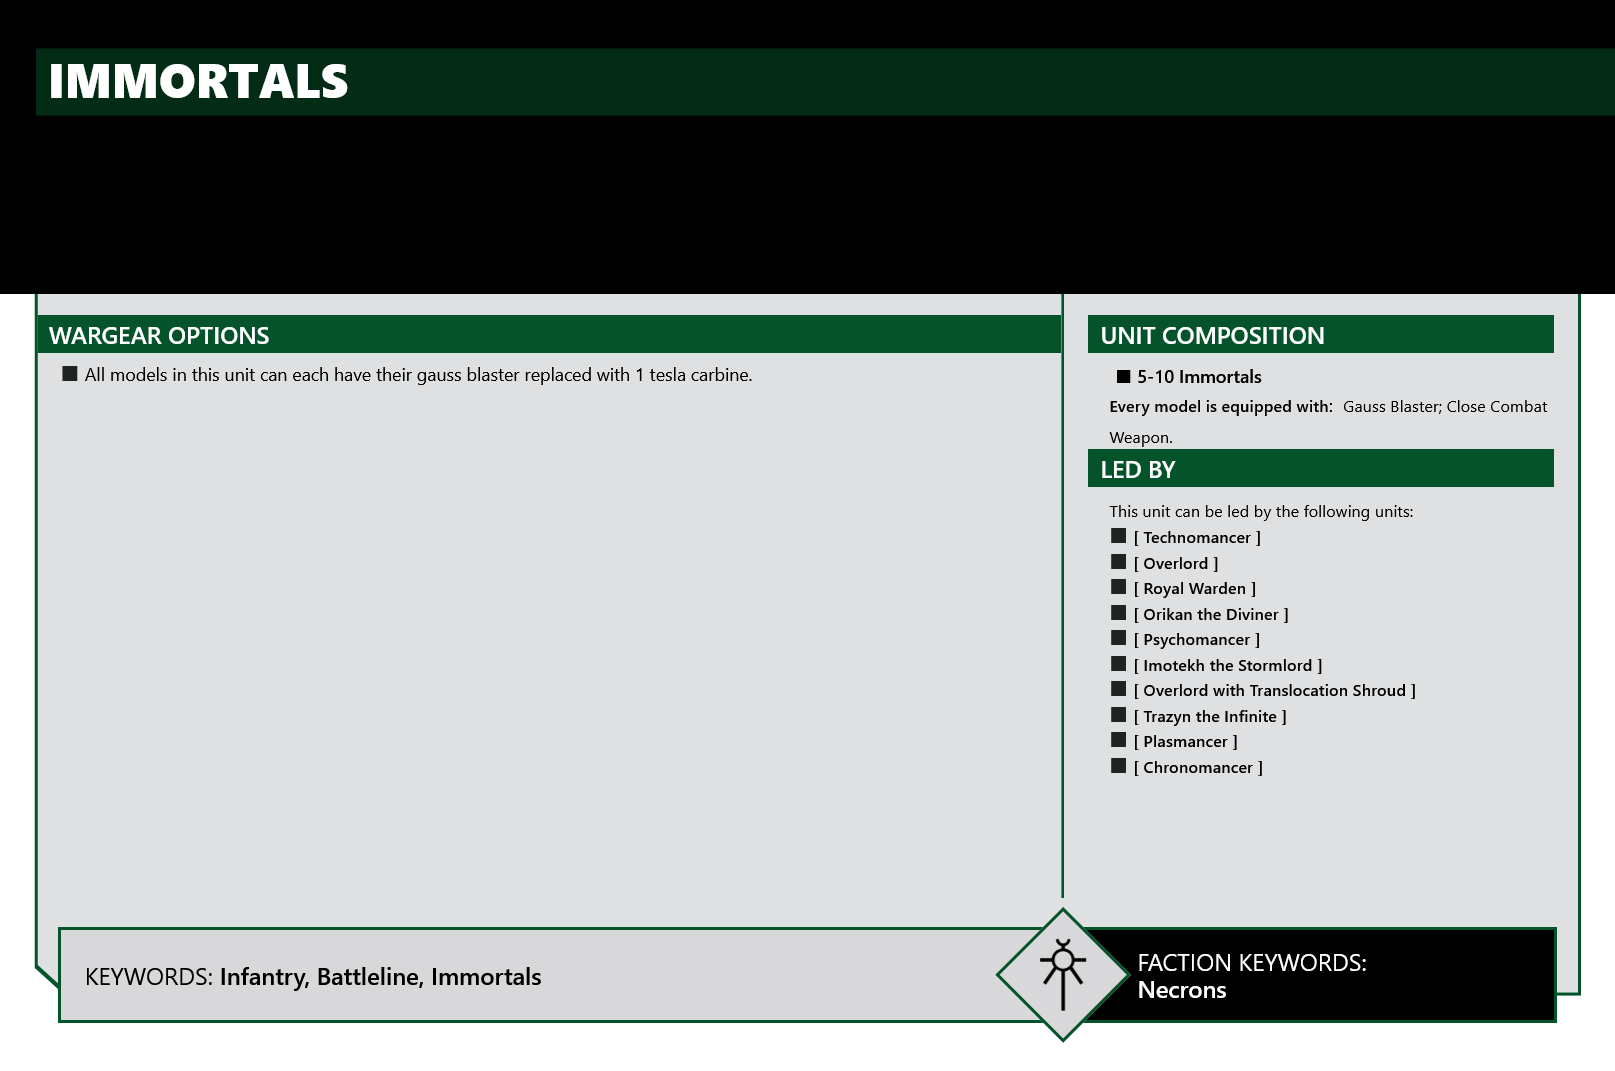 IMMORTALS
WARGEAR OPTIONS
All models in this unit can each have their gauss blaster replaced with 1 tesla carbine.
UNIT COMPOSITION
5-10 Immortals
Every model is equipped with: Gauss Blaster; Close Combat
Weapon.
LED BY
This unit can be led by the following units:
[ Technomancer ]
[ Overlord ]
[ Royal Warden ]
[ Orikan the Diviner ]
[ Psychomancer ]
[ Imotekh the Stormlord ]
[ Overlord with Translocation Shroud ]
[ Trazyn the Infinite ]
[ Plasmancer ]
[ Chronomancer ]
KEYWORDS: Infantry, Battleline, Immortals
FACTION KEYWORDS:
Necrons